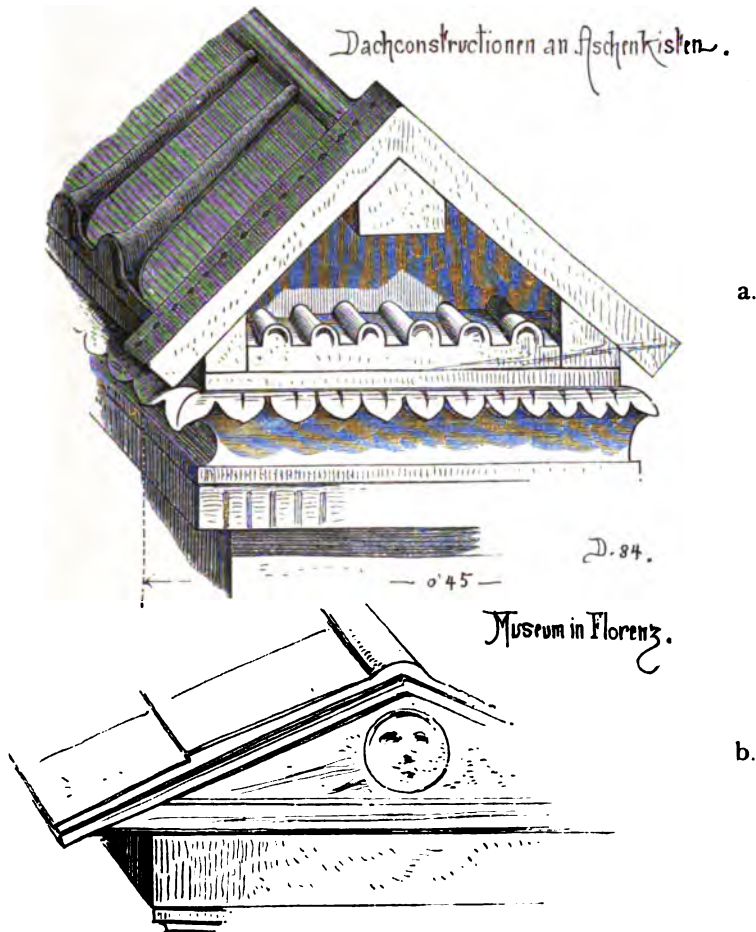 Dachconstructionen an Aschenkisten.
a.
D. 84.
0'45
Museum in Florenz.
b.